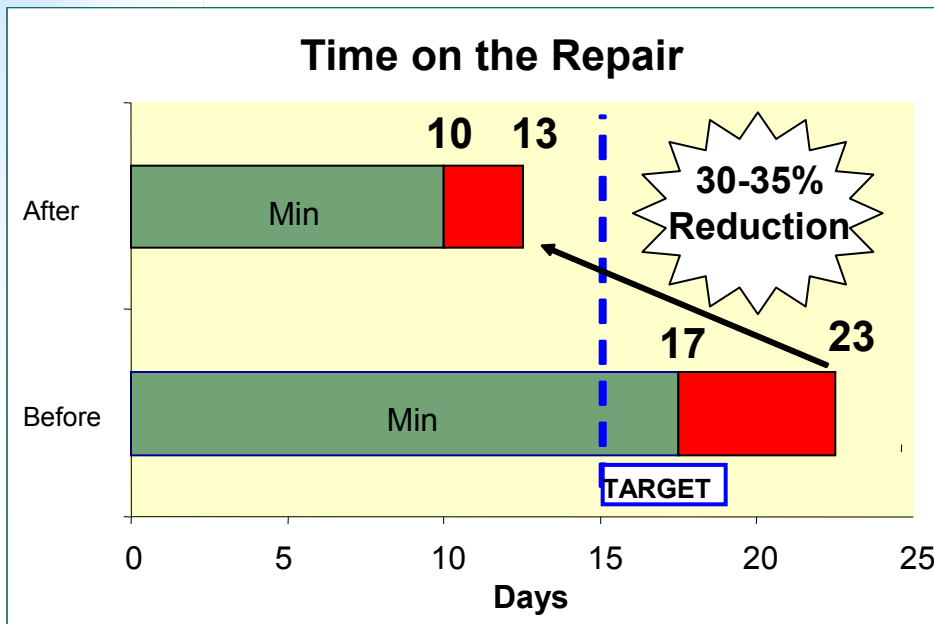 Time on the Repair
10 13
30-35%
Reduction
After
Min
17 23
Before
Min
TARGET
0 5 10 15 20 25
Days